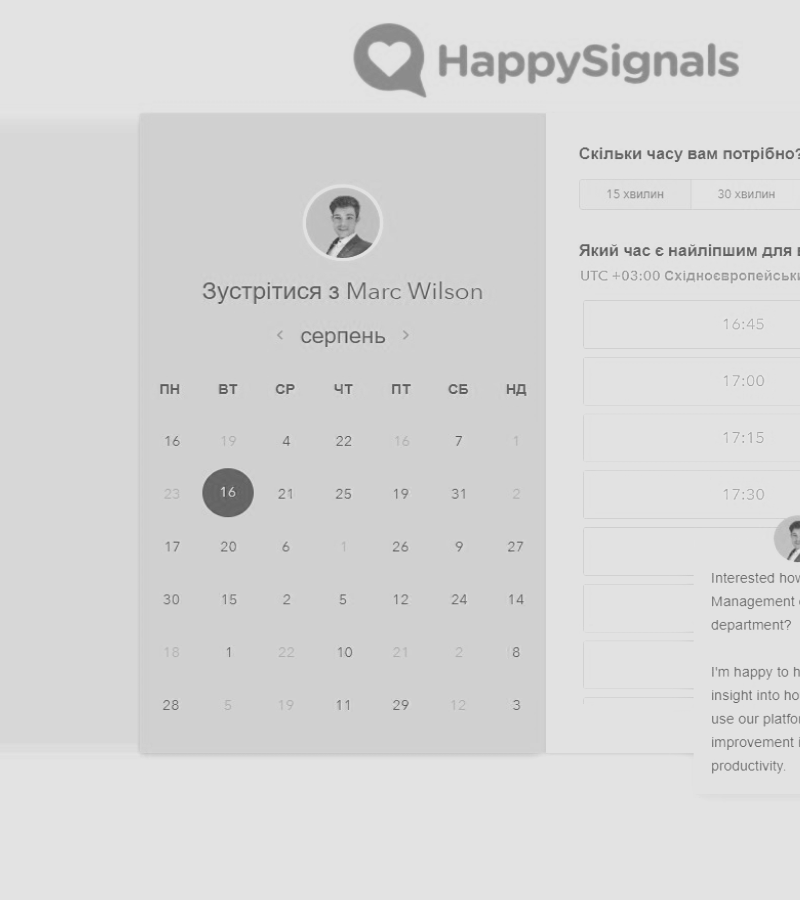 HappySignals
Зустрітися з Marc Wilson
серпень
ПН ВТ СР ЧТ ПТ СБ НД
16 19 4 22 16 7 1
23 16 21 25 19 31 2
17 20 6 1 26 9 27
30 15 2 5 12 24 14
18 1 22 10 21 2 8
28 5 19 11 29 12 3
Скільки часу вам потрібно?
15 хвилин 30 хвилин
Який час є найліпшим для
UTC +03:00
16:45
17:00
17:15
17:30
Interested how
Management
department?
I'm happy to
insight into
use our
improvement
productivity.